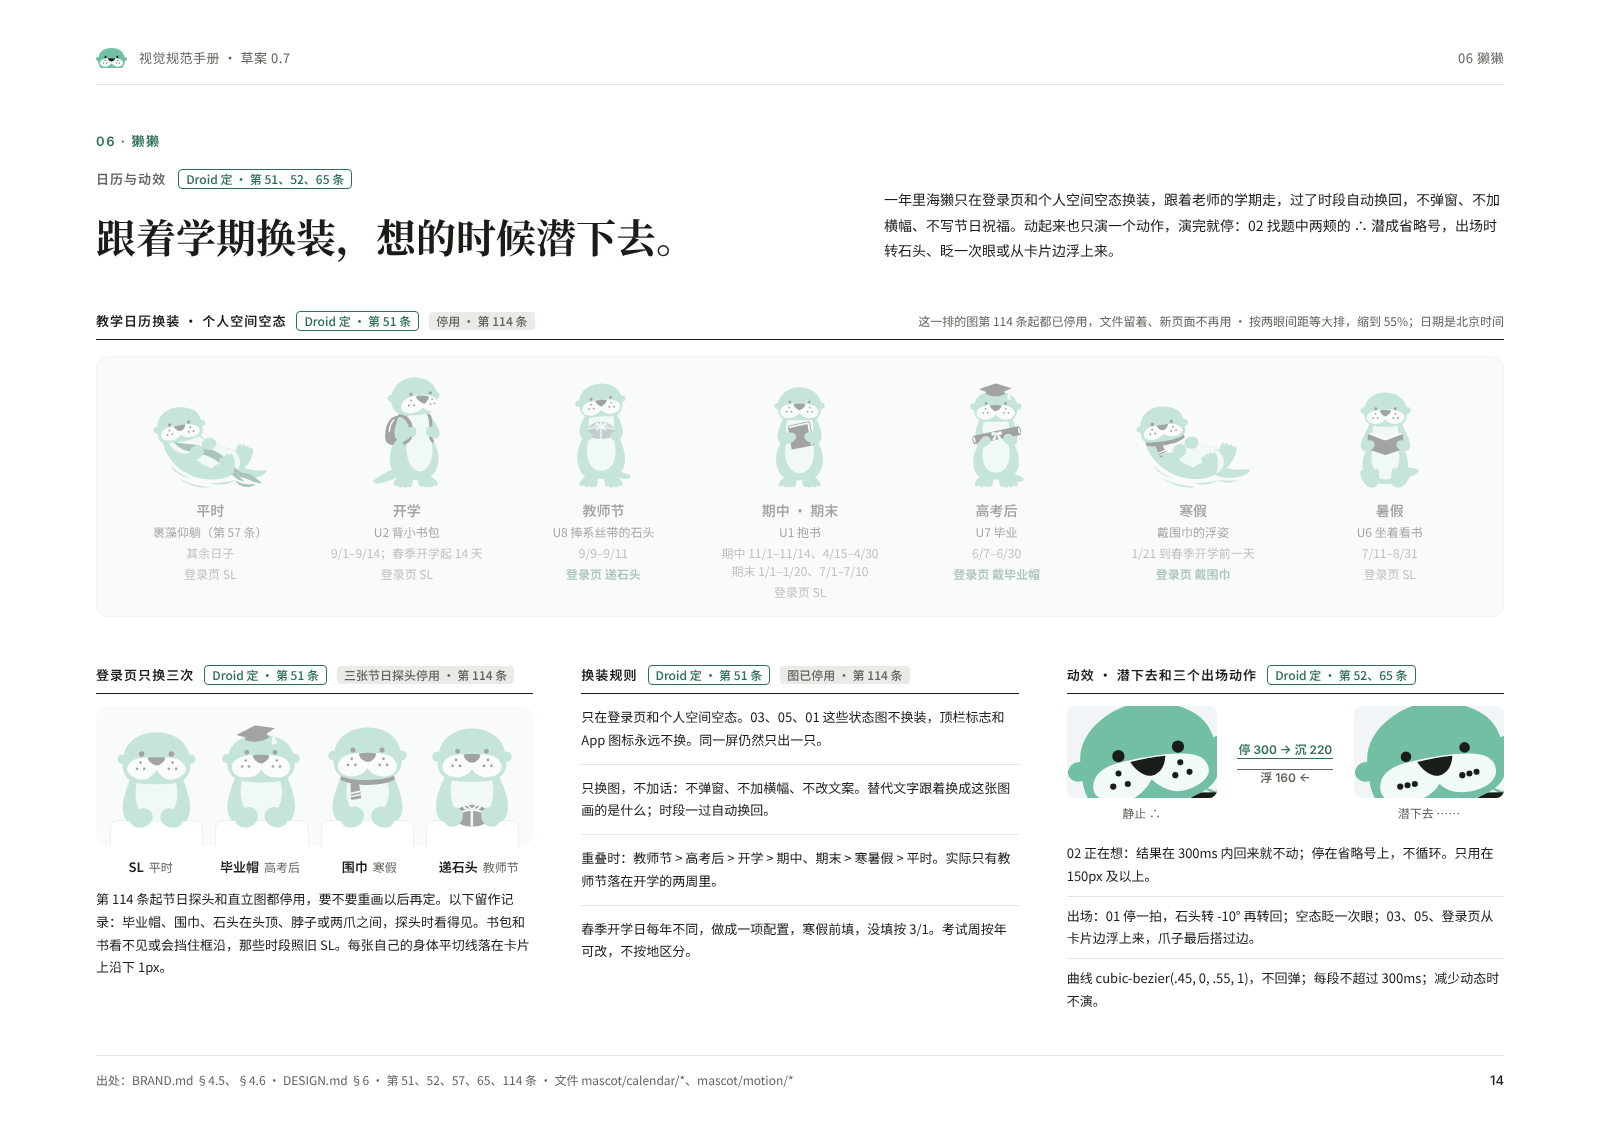 视觉规范手册 · 草案 0.7
06 獭獭
06 · 獭獭
日历与动效 Droid 定 · 第 51、52、65 条
跟着学期换装，想的时候潜下去。
一年里海獭只在登录页和个人空间空态换装，跟着老师的学期走，过了时段自动换回，不弹窗、不加
横幅、不写节日祝福。动起来也只演一个动作，演完就停：02 找题中两颊的 ∴ 潜成省略号，出场时
转石头、眨一次眼或从卡片边浮上来。
教学日历换装 · 个人空间空态 Droid 定 · 第 51 条 停用 · 第 114 条
这一排的图第 114 条起都已停用，文件留着、新页面不再用 · 按两眼间距等大排，缩到 55%；日期是北京时间
平时
裹藻仰躺（第 57 条）
其余日子
登录页 SL
开学
U2 背小书包
9/1–9/14；春季开学起 14 天
登录页 SL
教师节
U8 捧系丝带的石头
9/9–9/11
登录页 递石头
期中 · 期末
U1 抱书
期中 11/1–11/14、4/15–4/30
期末 1/1–1/20、7/1–7/10
登录页 SL
高考后
U7 毕业
6/7–6/30
登录页 戴毕业帽
寒假
戴围巾的浮姿
1/21 到春季开学前一天
登录页 戴围巾
暑假
U6 坐着看书
7/11–8/31
登录页 SL
登录页只换三次 Droid 定 · 第 51 条 三张节日探头停用 · 第 114 条
SL 平时
毕业帽 高考后
围巾 寒假
递石头 教师节
第 114 条起节日探头和直立图都停用，要不要重画以后再定。以下留作记
录：毕业帽、围巾、石头在头顶、脖子或两爪之间，探头时看得见。书包和
书看不见或会挡住框沿，那些时段照旧 SL。每张自己的身体平切线落在卡片
上沿下 1px。
换装规则 Droid 定 · 第 51 条 图已停用 · 第 114 条
只在登录页和个人空间空态。03、05、01 这些状态图不换装，顶栏标志和
App 图标永远不换。同一屏仍然只出一只。
只换图，不加话：不弹窗、不加横幅、不改文案。替代文字跟着换成这张图
画的是什么；时段一过自动换回。
重叠时：教师节 > 高考后 > 开学 > 期中、期末 > 寒暑假 > 平时。实际只有教
师节落在开学的两周里。
春季开学日每年不同，做成一项配置，寒假前填，没填按 3/1。考试周按年
可改，不按地区分。
动效 · 潜下去和三个出场动作 Droid 定 · 第 52、65 条
停 300 → 沉 220
浮 160 ←
静止 ∴
潜下去 ……
02 正在想：结果在 300ms 内回来就不动；停在省略号上，不循环。只用在
150px 及以上。
出场：01 停一拍，石头转 -10° 再转回；空态眨一次眼；03、05、登录页从
卡片边浮上来，爪子最后搭过边。
曲线 cubic-bezier(.45, 0, .55, 1)，不回弹；每段不超过 300ms；减少动态时
不演。
出处：BRAND.md §4.5、§4.6 · DESIGN.md §6 · 第 51、52、57、65、114 条 · 文件 mascot/calendar/*、mascot/motion/*
14